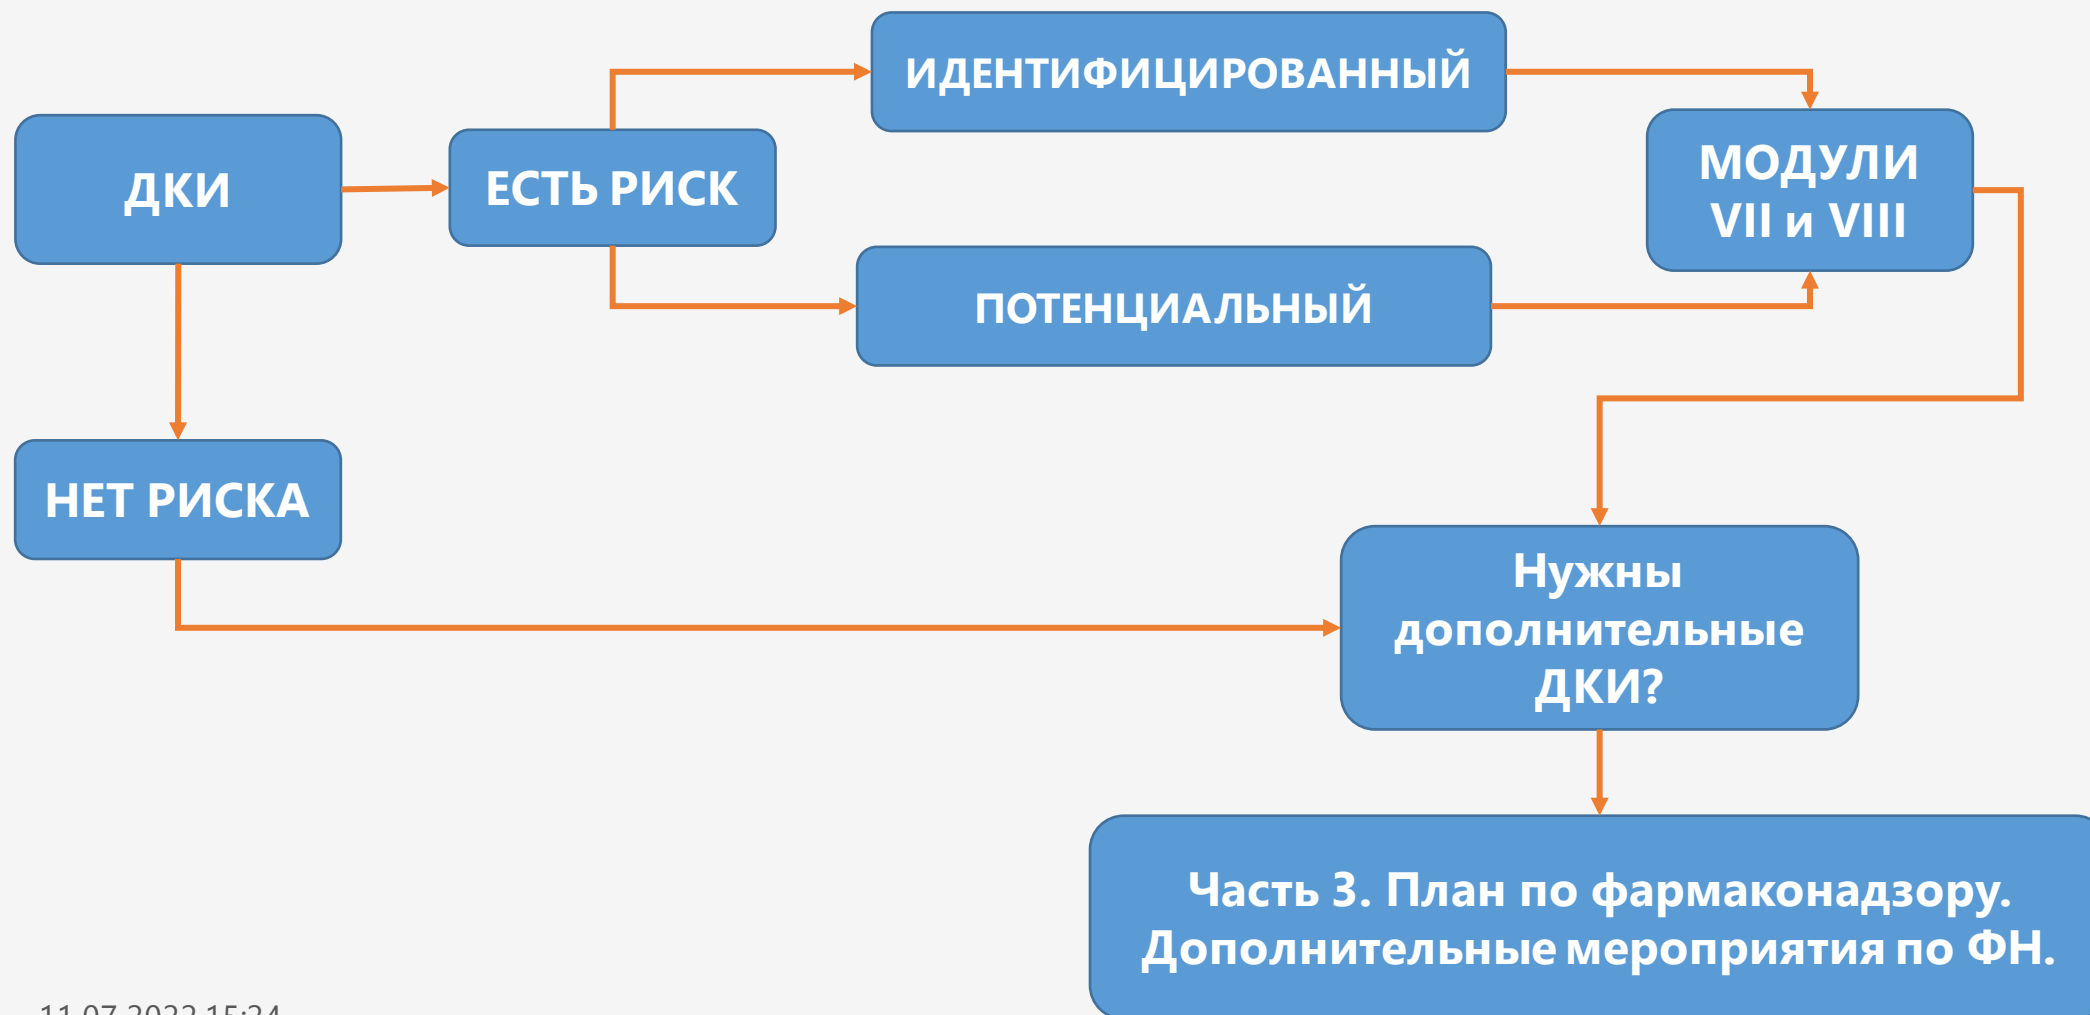 ИДЕНТИФИЦИРОВАННЫЙ
ДКИ
ЕСТЬ РИСК
МОДУЛИ
VII и VIII
ПОТЕНЦИАЛЬНЫЙ
НЕТ РИСКА
Нужны
дополнительные
ДКИ?
Часть 3. План по фармаконадзору.
Дополнительные мероприятия по ФН.